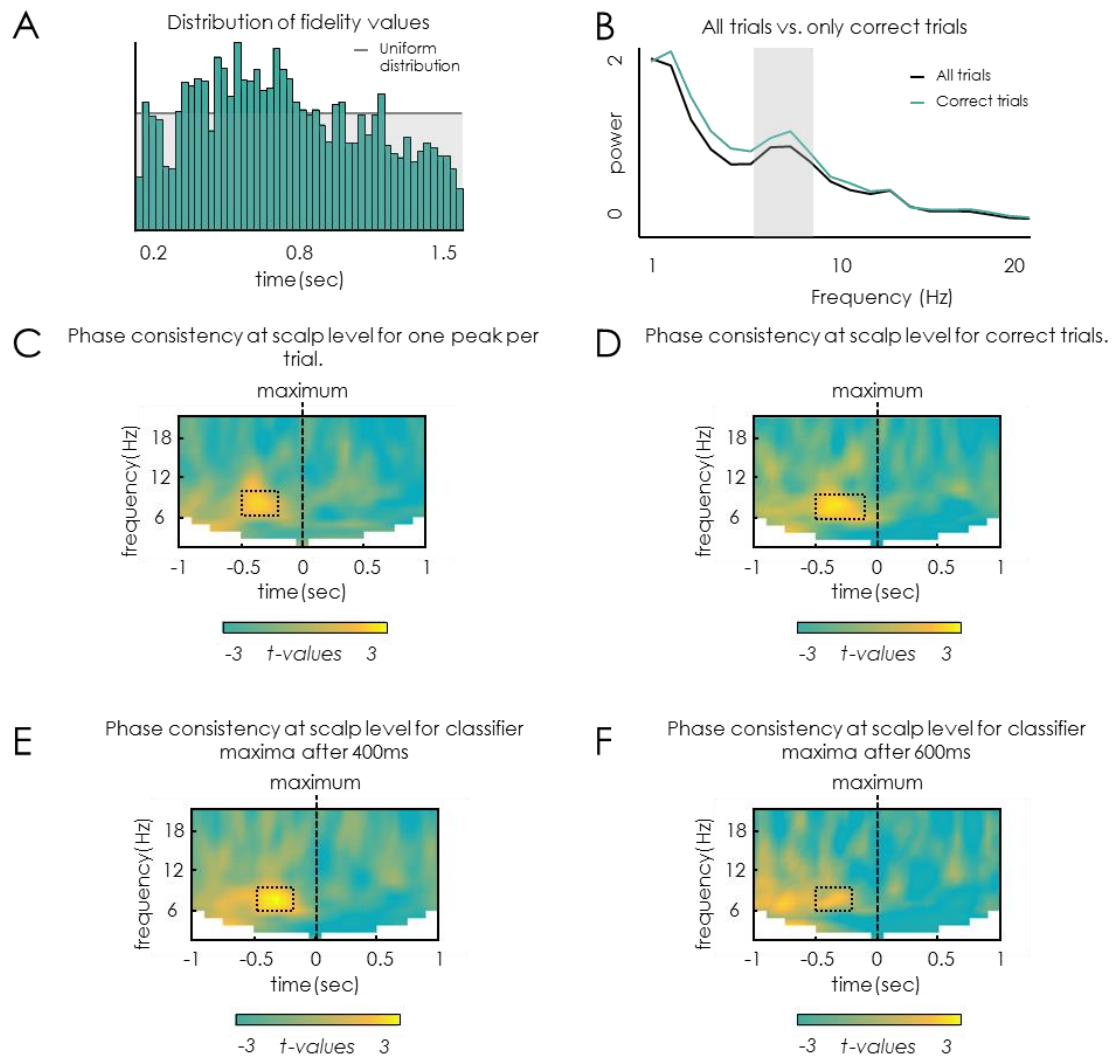 A
Distribution of fidelity values
Uniform
distribution
0.2
0.8
1.5
time(sec)
B
All trials vs. only correct trials
All trials
Correct trials
2
power
0
1
10
20
Frequency (Hz)
C
Phase consistency at scalp level for one peak per
trial.
maximum
frequency(Hz)
18
12
6
-1
-0.5
0
0.5
1
time(sec)
-3 t-values 3
D
Phase consistency at scalp level for correct trials.
maximum
frequency(Hz)
18
12
6
-1
-0.5
0
0.5
1
time(sec)
-3 t-values 3
E
Phase consistency at scalp level for classifier
maxima after 400ms
maximum
frequency(Hz)
18
12
6
-1
-0.5
0
0.5
1
time(sec)
-3 t-values 3
F
Phase consistency at scalp level for classifier
maxima after 600ms
maximum
frequency(Hz)
18
12
6
-1
-0.5
0
0.5
1
time(sec)
-3 t-values 3